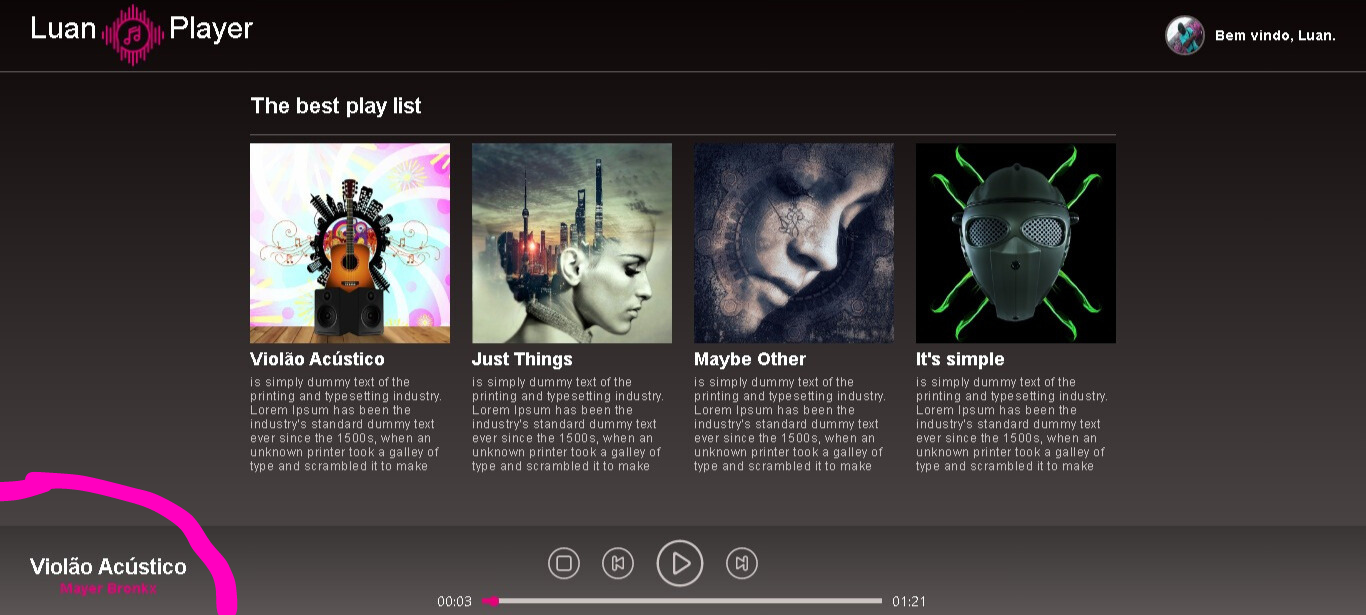 Luan Player
Bem vindo, Luan.
The best play list
Violão Acústico
is simply dummy text of the
printing and typesetting industry.
Lorem Ipsum has been the
industry's standard dummy text
ever since the 1500s, when an
unknown printer took a galley of
type and scrambled it to make
Just Things
is simply dummy text of the
printing and typesetting industry.
Lorem Ipsum has been the
industry's standard dummy text
ever since the 1500s, when an
unknown printer took a galley of
type and scrambled it to make
Maybe Other
is simply dummy text of the
printing and typesetting industry.
Lorem Ipsum has been the
industry's standard dummy text
ever since the 1500s, when an
unknown printer took a galley of
type and scrambled it to make
It's simple
is simply dummy text of the
printing and typesetting industry.
Lorem Ipsum has been the
industry's standard dummy text
ever since the 1500s, when an
unknown printer took a galley of
type and scrambled it to make
Violão Acústico
Mayer Bronkx
00:03
01:21